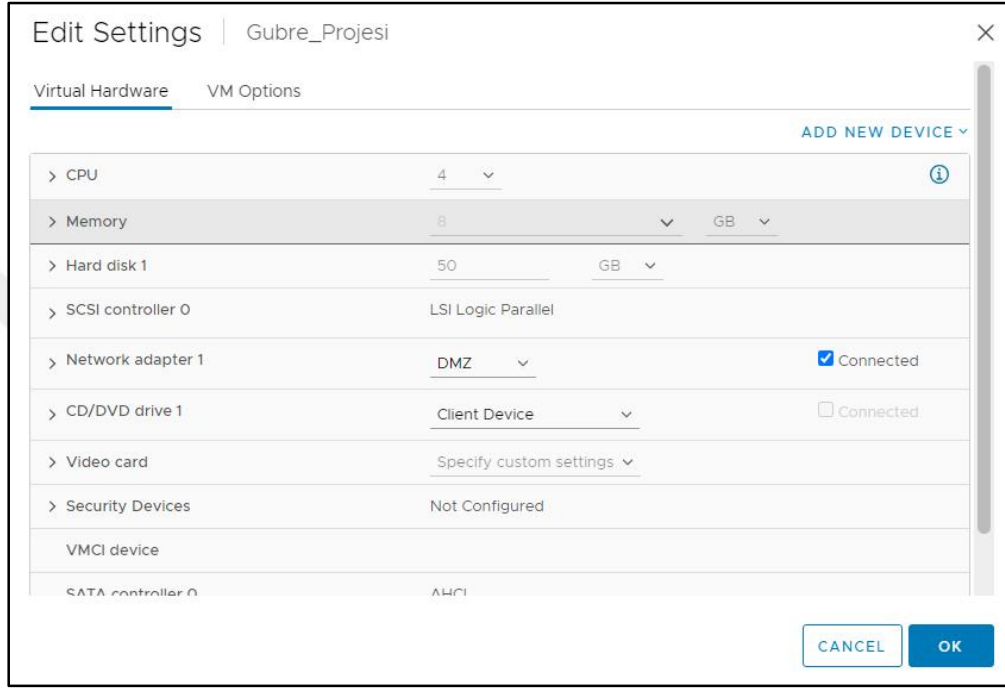 Edit Settings | Gubre_Projesi
Virtual Hardware VM Options
ADD NEW DEVICE
CPU 4
Memory 8 GB
Hard disk 1 50 GB
SCSI controller 0 LSI Logic Parallel
Network adapter 1 DMZ Connected
CD/DVD drive 1 Client Device Connected
Video card Specify custom settings
Security Devices Not Configured
VMCI device
SATA controller 0 AHCI
CANCEL OK